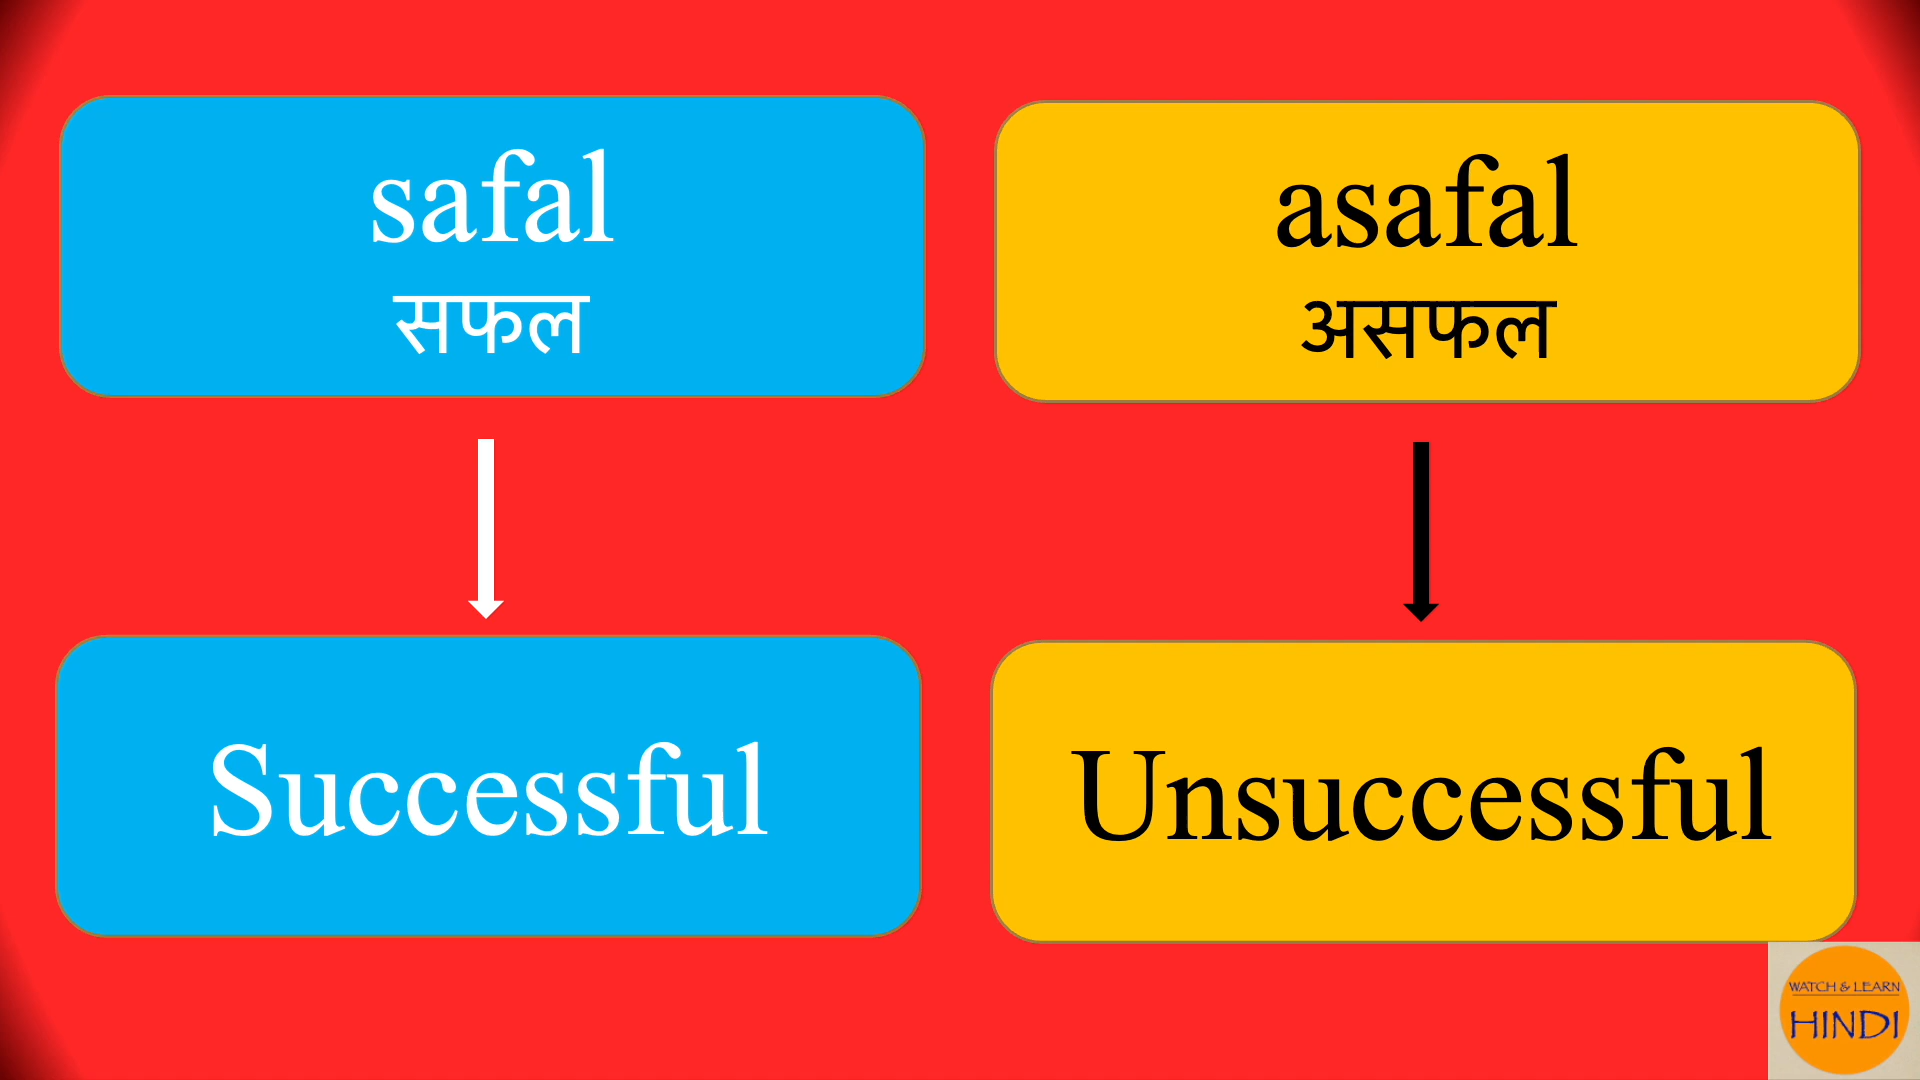 safal
सफल
asafal
असफल
Successful
Unsuccessful
WATCH & LEARN
HINDI